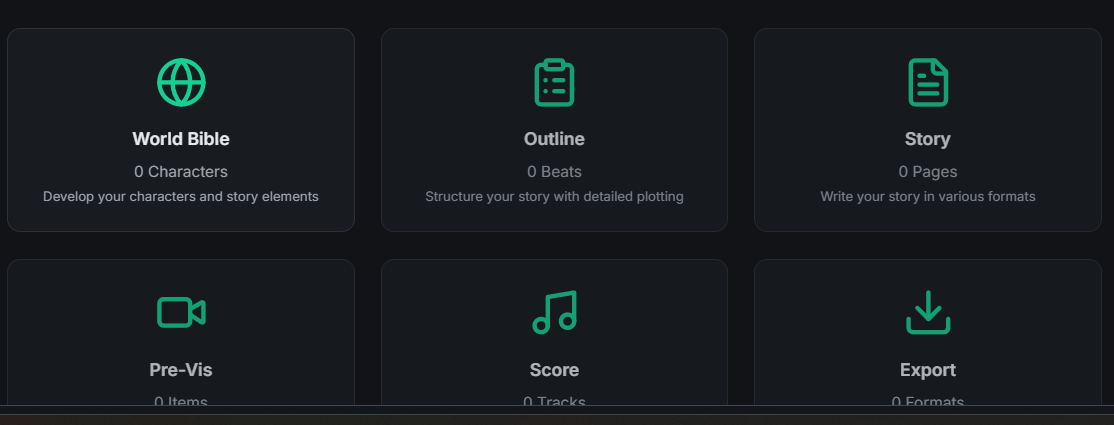 World Bible
0 Characters
Develop your characters and story elements
Outline
0 Beats
Structure your story with detailed plotting
Story
0 Pages
Write your story in various formats
Pre-Vis
0 Items
Score
0 Tracks
Export
0 Formats